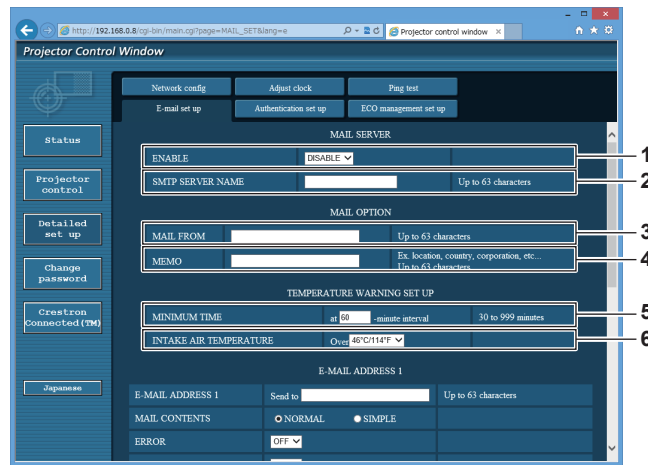 http://192.168.0.8/cgi-bin/main.cgi?page=MAIL_SET&lang=e
Projector control window
Projector Control Window
Network config
Adjust clock
Ping test
E-mail set up
Authentication set up
ECO management set up
Status
Projector control
Detailed set up
Change password
Crestron Connected(TM)
Japanese
MAIL SERVER
ENABLE DISABLE 1
SMTP SERVER NAME Up to 63 characters 2
MAIL OPTION
MAIL FROM Up to 63 characters 3
MEMO Ex. location, country, corporation, etc... 4
Up to 63 characters
TEMPERATURE WARNING SET UP
MINIMUM TIME at 60 -minute interval 30 to 999 minutes 5
INTAKE AIR TEMPERATURE Over 46°C/114°F 6
E-MAIL ADDRESS 1
E-MAIL ADDRESS 1 Send to Up to 63 characters
MAIL CONTENTS NORMAL SIMPLE
ERROR OFF